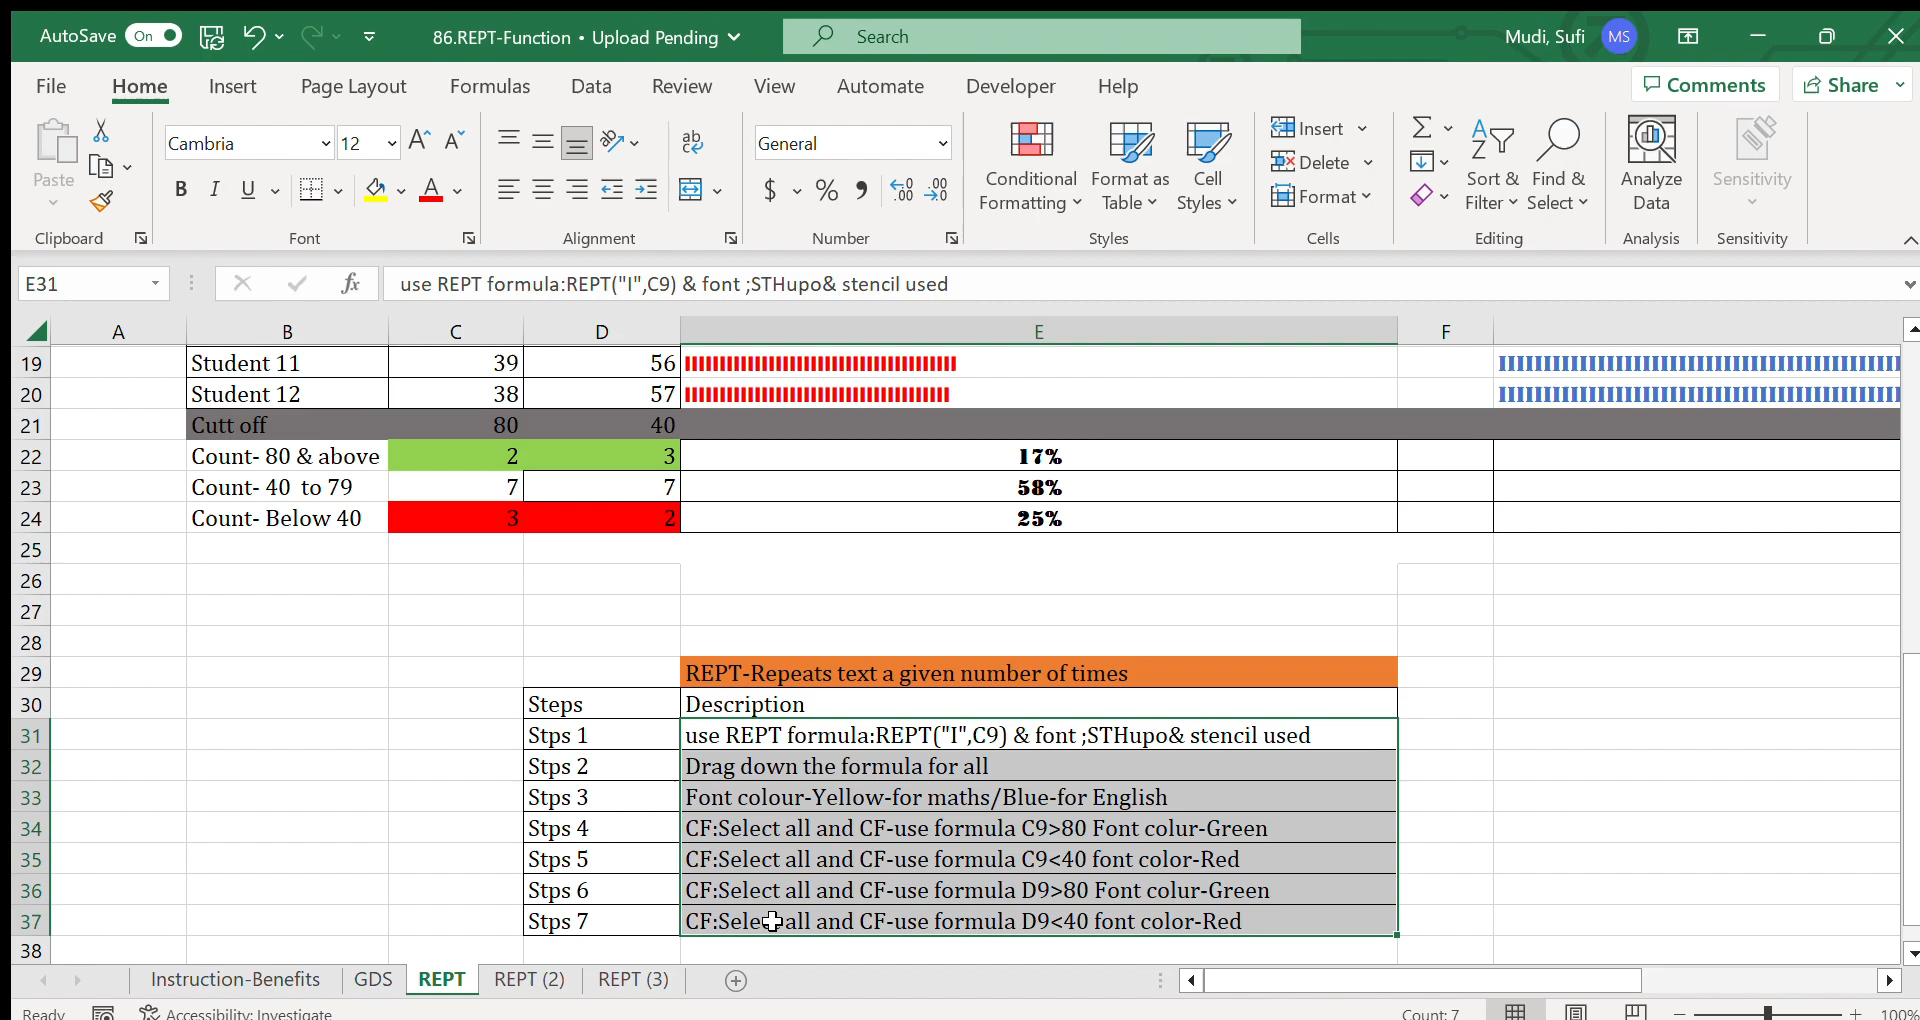 AutoSave On 86.REPT-Function • Upload Pending Search Mudi, Sufi MS
File Home Insert Page Layout Formulas Data Review View Automate Developer Help Comments Share
Paste Cambria 12 ab General Conditional Formatting Format as Table Cell Styles Insert Delete Format Sort & Filter Find & Select Analyze Data Sensitivity
B I U A $ % .00
Clipboard Font Alignment Number Styles Cells Editing Analysis Sensitivity
E31 fx use REPT formula:REPT("I",C9) & font ;STHupo& stencil used
A B C D E F
19 Student 11 39 56 IIIIIIIIIIIIIIIIIIIIIIIIIIIIIIIIIIIIIII
20 Student 12 38 57 IIIIIIIIIIIIIIIIIIIIIIIIIIIIIIIIIIIIII
21 Cutt off 80 40
22 Count- 80 & above 2 3 17%
23 Count- 40 to 79 7 7 58%
24 Count- Below 40 3 2 25%
25
26
27
28
29 REPT-Repeats text a given number of times
30 Steps Description
31 Stps 1 use REPT formula:REPT("I",C9) & font ;STHupo& stencil used
32 Stps 2 Drag down the formula for all
33 Stps 3 Font colour-Yellow-for maths/Blue-for English
34 Stps 4 CF:Select all and CF-use formula C9>80 Font colur-Green
35 Stps 5 CF:Select all and CF-use formula C9<40 font color-Red
36 Stps 6 CF:Select all and CF-use formula D9>80 Font colur-Green
37 Stps 7 CF:Select all and CF-use formula D9<40 font color-Red
38
Instruction-Benefits GDS REPT REPT (2) REPT (3)
Ready Accessibility: Investigate Count: 7 100%